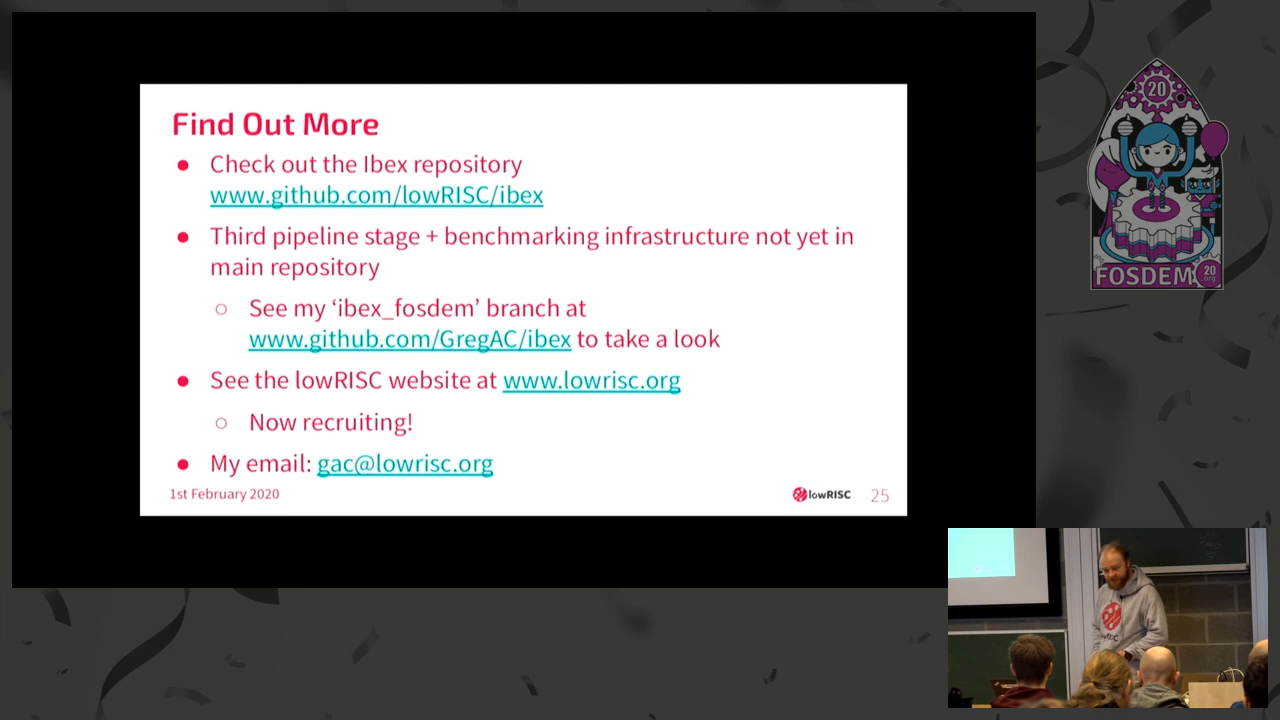 Find Out More
● Check out the Ibex repository
www.github.com/lowRISC/ibex
● Third pipeline stage + benchmarking infrastructure not yet in
main repository
○ See my ‘ibex_fosdem’ branch at
www.github.com/GregAC/ibex to take a look
● See the lowRISC website at www.lowrisc.org
○ Now recruiting!
● My email: gac@lowrisc.org
1st February 2020
lowRISC
25
20
FOSDEM
20
.org